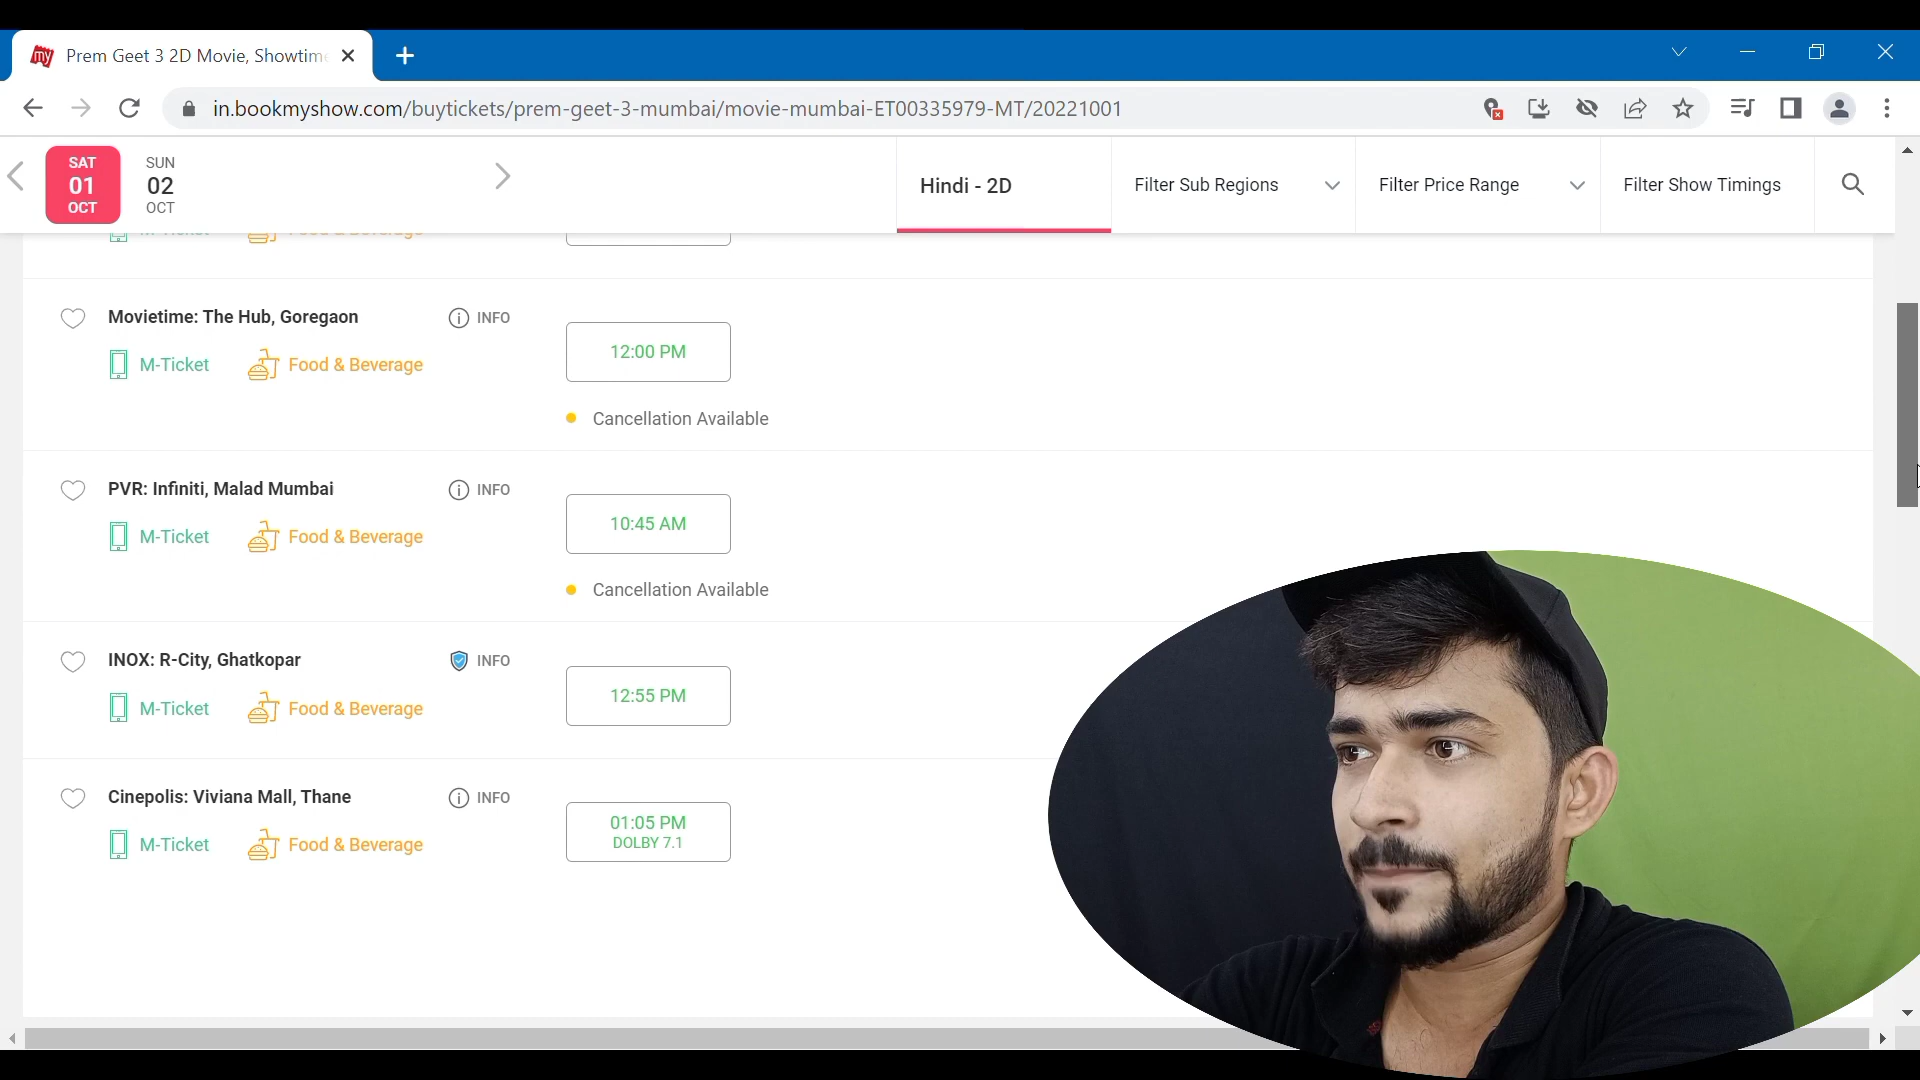 my Prem Geet 3 2D Movie, Showtim
in.bookmyshow.com/buytickets/prem-geet-3-mumbai/movie-mumbai-ET00335979-MT/20221001
SAT
01
OCT
SUN
02
OCT
Hindi - 2D
Filter Sub Regions
Filter Price Range
Filter Show Timings
M-Ticket Food & Beverage
Movietime: The Hub, Goregaon
INFO
12:00 PM
M-Ticket Food & Beverage
Cancellation Available
PVR: Infiniti, Malad Mumbai
INFO
10:45 AM
M-Ticket Food & Beverage
Cancellation Available
INOX: R-City, Ghatkopar
INFO
12:55 PM
M-Ticket Food & Beverage
Cinepolis: Viviana Mall, Thane
INFO
01:05 PM
DOLBY 7.1
M-Ticket Food & Beverage